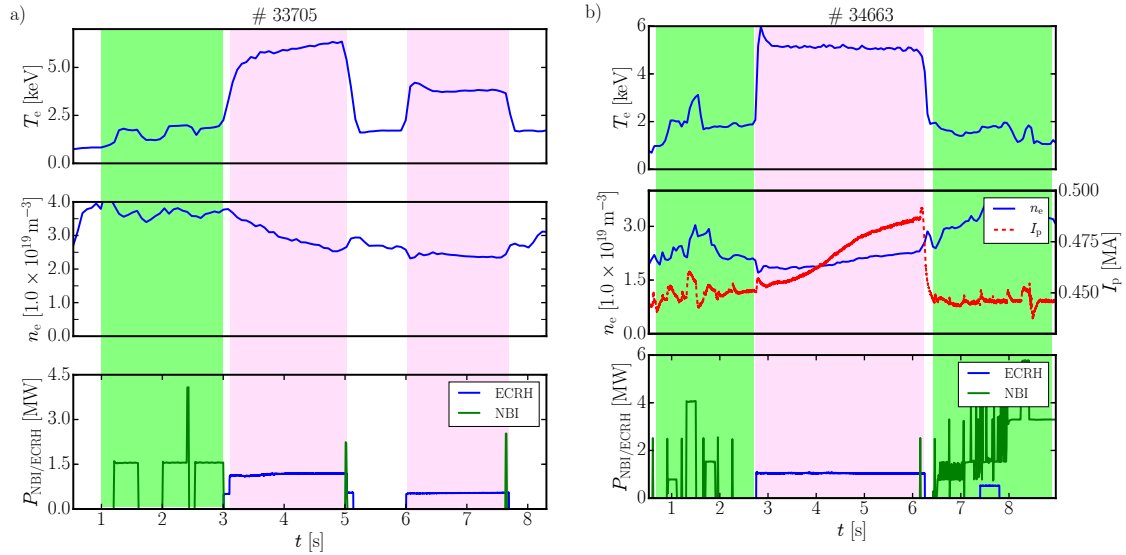 a)
# 33705
T_e [keV]
5.0
2.5
0.0
n_e [1.0 × 10^19 m^-3]
4.0
3.0
2.0
1.0
0.0
P_NBI/ECRH [MW]
4.5
3.0
1.5
0.0
ECRH
NBI
1 2 3 4 5 6 7 8
t [s]
b)
# 34663
T_e [keV]
6
4
2
0
n_e [1.0 × 10^19 m^-3]
3.0
1.5
0.0
n_e
I_p
0.500
0.475
0.450
I_p [MA]
P_NBI/ECRH [MW]
6
4
2
0
ECRH
NBI
1 2 3 4 5 6 7 8
t [s]